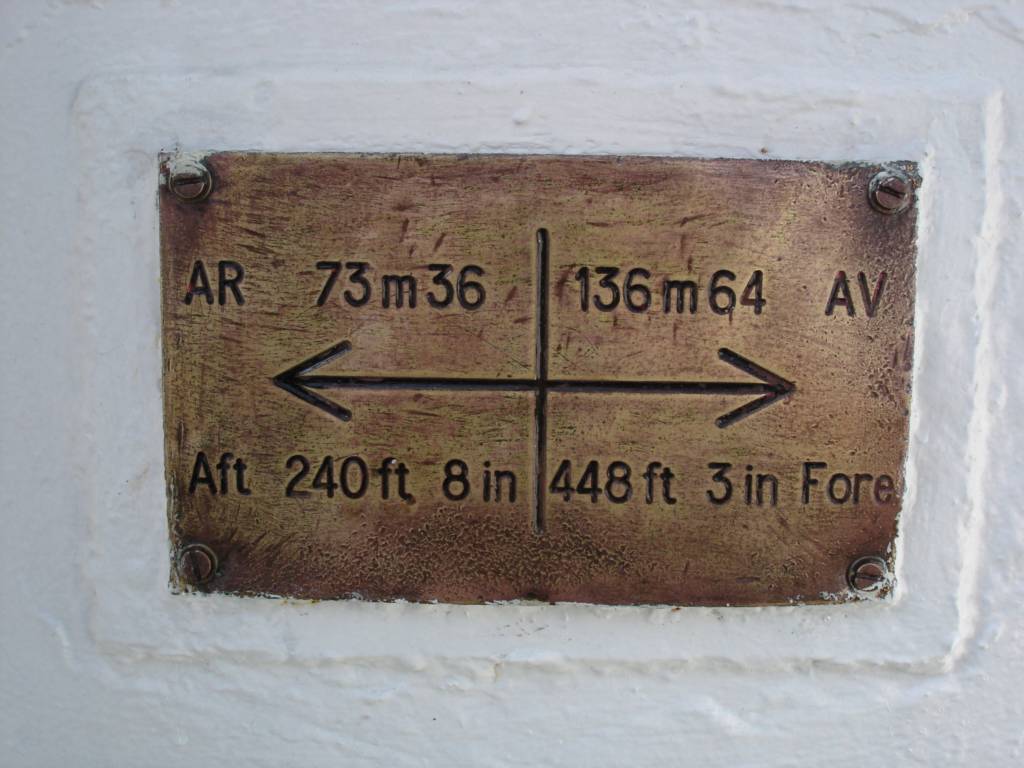 AR 73m36 136m64 AV
Aft 240ft 8in 448ft 3in Fore